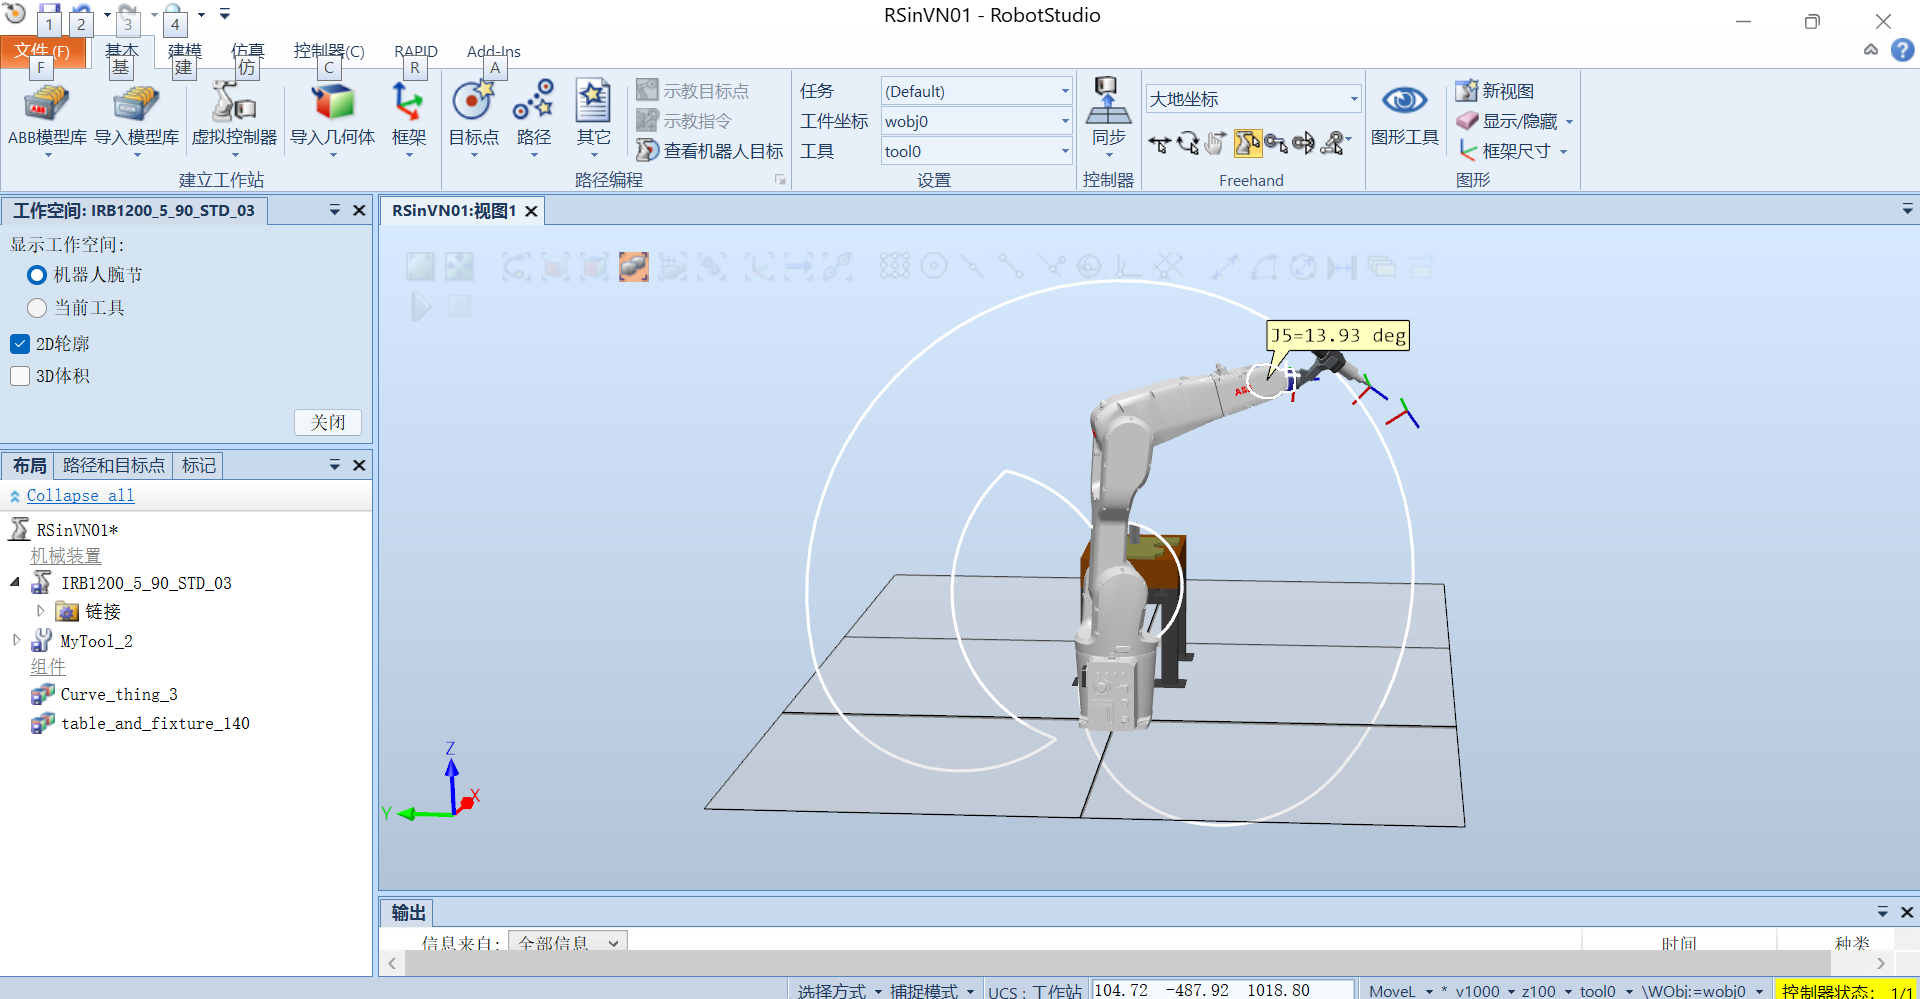 RSinVN01 - RobotStudio
1 2 3 4
文件(F) 基本 建模 仿真 控制器(C) RAPID Add-Ins
F 基 建 仿 C R A
ABB模型库 导入模型库 虚拟控制器 导入几何体 框架
建立工作站
目标点 路径 其它
示教目标点
示教指令
查看机器人目标
路径编程
任务 (Default)
工件坐标 wobj0
工具 tool0
设置
同步
控制器
大地坐标
Freehand
图形工具
新视图
显示/隐藏
框架尺寸
图形
工作空间: IRB1200_5_90_STD_03
显示工作空间:
机器人腕节
当前工具
2D轮廓
3D体积
关闭
布局 路径和目标点 标记
Collapse all
RSinVN01*
机械装置
IRB1200_5_90_STD_03
链接
MyTool_2
组件
Curve_thing_3
table_and_fixture_140
RSinVN01:视图1
J5=13.93 deg
Z
X
Y
输出
信息来自: 全部信息 时间 种类
选择方式 捕捉模式 UCS : 工作站 104.72 -487.92 1018.80 MoveL * v1000 z100 tool0 \WObj:=wobj0 控制器状态: 1/1